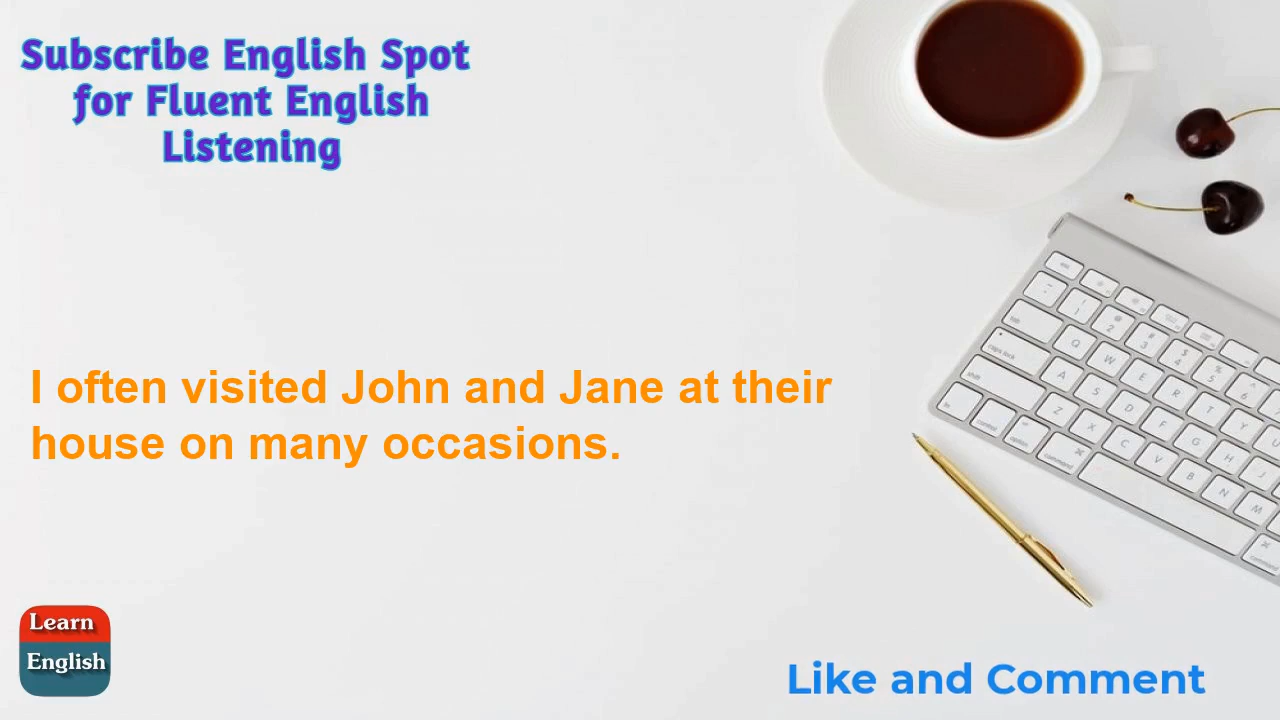 Subscribe English Spot
for Fluent English
Listening
I often visited John and Jane at their
house on many occasions.
Learn
English
Like and Comment